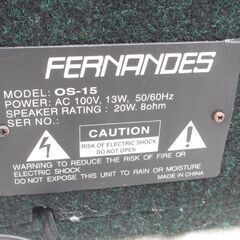 FERNANDES
MODEL: OS-15
POWER: AC 100V, 13W, 50/60Hz
SPEAKER RATING : 20W. 8ohm
SER NO.:
CAUTION
RISK OF ELECTRIC SHOCK
DO NOT OPEN
WARNING TO REDUCE THE RISK OF FIRE OR
ELECTRIC SHOCK
DO NOT EXPOSE THIS UNIT TO RAIN OR MOISTURE
MADE IN CHINA